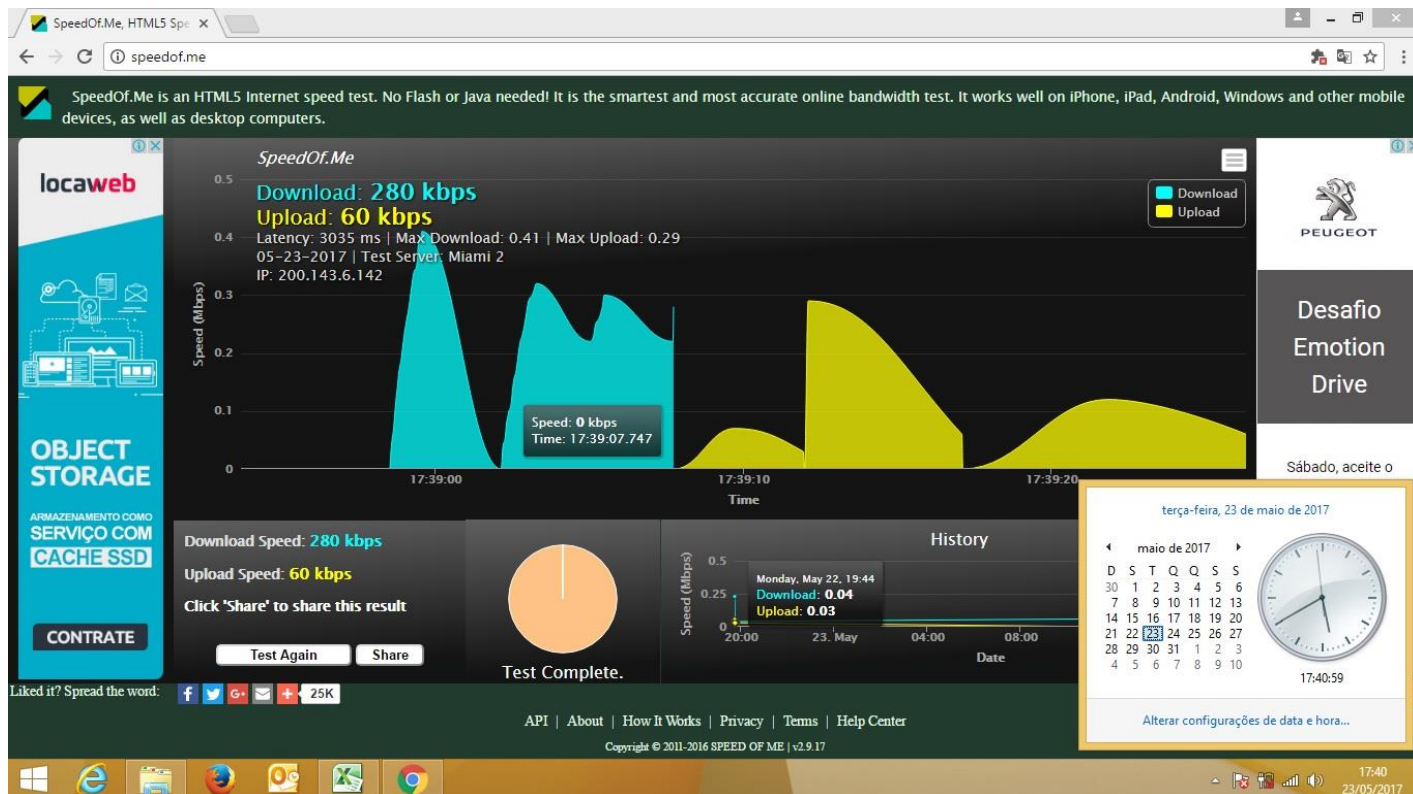 SpeedOf.Me, HTML5 Spe
speedof.me
SpeedOf.Me is an HTML5 Internet speed test. No Flash or Java needed! It is the smartest and most accurate online bandwidth test. It works well on iPhone, iPad, Android, Windows and other mobile
devices, as well as desktop computers.
locaweb
OBJECT
STORAGE
ARMAZENAMENTO COMO
SERVIÇO COM
CACHE SSD
CONTRATE
SpeedOf.Me
Download: 280 kbps
Upload: 60 kbps
Latency: 3035 ms | Max Download: 0.41 | Max Upload: 0.29
05-23-2017 | Test Server: Miami 2
IP: 200.143.6.142
Download
Upload
Speed (Mbps)
0.5
0.4
0.3
0.2
0.1
0
Speed: 0 kbps
Time: 17:39:07.747
17:39:00 17:39:10 17:39:20
Time
PEUGEOT
Desafio
Emotion
Drive
Sábado, aceite o
Download Speed: 280 kbps
Upload Speed: 60 kbps
Click 'Share' to share this result
Test Again Share
Test Complete.
History
Speed (Mbps)
0.5
0.25
0
Monday, May 22, 19:44
Download: 0.04
Upload: 0.03
20:00 23. May 04:00 08:00
Date
terça-feira, 23 de maio de 2017
maio de 2017
D S T Q Q S S
30 1 2 3 4 5 6
7 8 9 10 11 12 13
14 15 16 17 18 19 20
21 22 23 24 25 26 27
28 29 30 31 1 2 3
4 5 6 7 8 9 10
17:40:59
Alterar configurações de data e hora...
Liked it? Spread the word:
25K
API | About | How It Works | Privacy | Terms | Help Center
Copyright © 2011-2016 SPEED OF ME | v2.9.17
17:40
23/05/2017